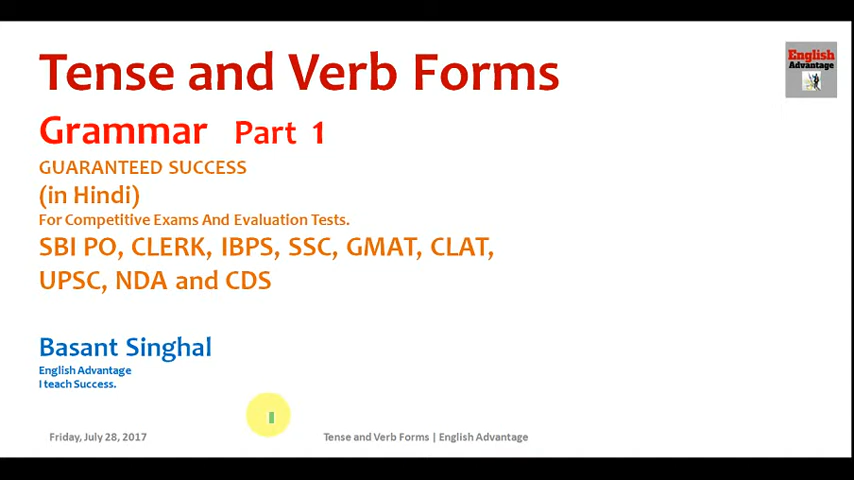 Tense and Verb Forms
English
Advantage
Grammar Part 1
GUARANTEED SUCCESS
(in Hindi)
For Competitive Exams And Evaluation Tests.
SBI PO, CLERK, IBPS, SSC, GMAT, CLAT,
UPSC, NDA and CDS
Basant Singhal
English Advantage
I teach Success.
Friday, July 28, 2017
Tense and Verb Forms | English Advantage